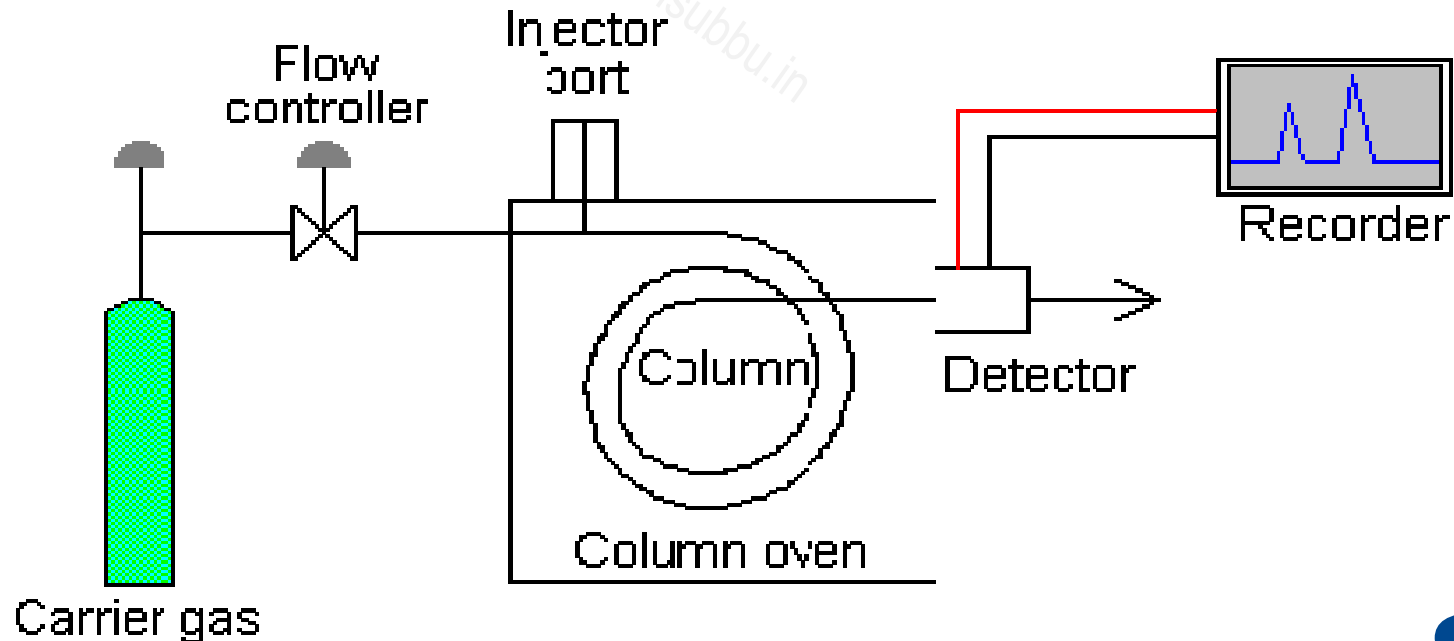 Injector
port
Flow
controller
Recorder
Column
Detector
Column oven
Carrier gas